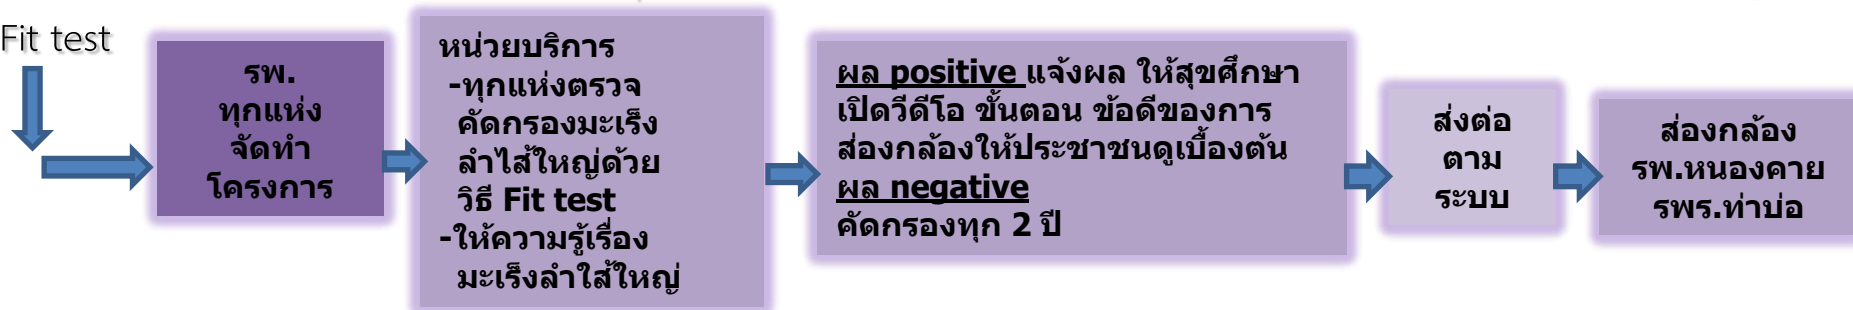 Fit test
รพ.
ทุกแห่ง
จัดทำ
โครงการ
หน่วยบริการ
-ทุกแห่งตรวจ
คัดกรองมะเร็ง
ลำไส้ใหญ่ด้วย
วิธี Fit test
-ให้ความรู้เรื่อง
มะเร็งลำใส้ใหญ่
ผล positive แจ้งผล ให้สุขศึกษา
เปิดวีดีโอ ขั้นตอน ข้อดีของการ
ส่องกล้องให้ประชาชนดูเบื้องต้น
ผล negative
คัดกรองทุก 2 ปี
ส่งต่อ
ตาม
ระบบ
ส่องกล้อง
รพ.หนองคาย
รพร.ท่าบ่อ